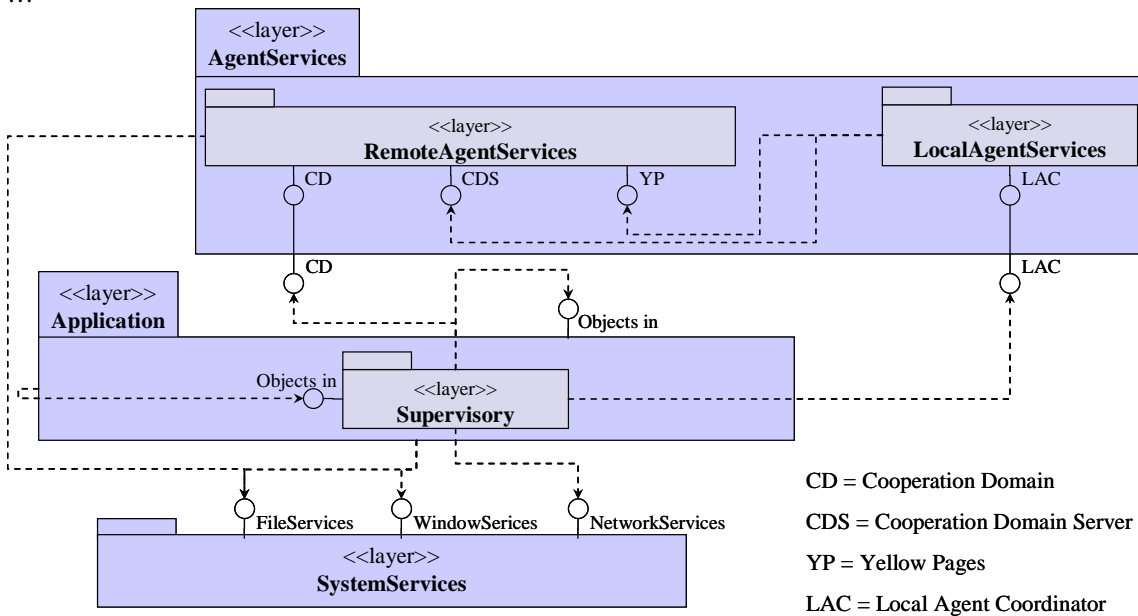 ...
<<layer>>
AgentServices
<<layer>>
RemoteAgentServices
<<layer>>
LocalAgentServices
CD
CDS
YP
LAC
CD
LAC
<<layer>>
Application
Objects in
Objects in
<<layer>>
Supervisory
CD = Cooperation Domain
FileServices
WindowSerices
NetworkServices
CDS = Cooperation Domain Server
<<layer>>
SystemServices
YP = Yellow Pages
LAC = Local Agent Coordinator